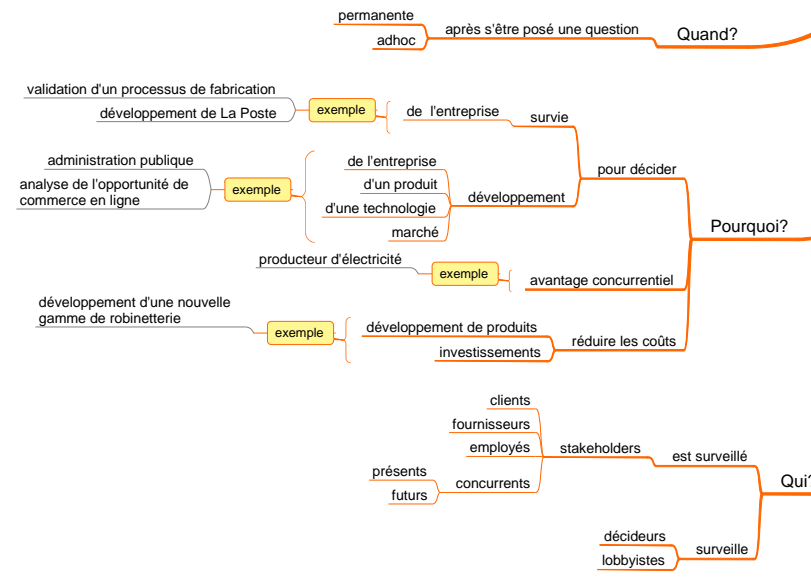 permanente
adhoc
après s'être posé une question
Quand?
validation d'un processus de fabrication
développement de La Poste
exemple
de l'entreprise
survie
administration publique
analyse de l'opportunité de
commerce en ligne
exemple
de l'entreprise
d'un produit
d'une technologie
marché
développement
pour décider
Pourquoi?
producteur d'électricité
exemple
avantage concurrentiel
développement d'une nouvelle
gamme de robinetterie
exemple
développement de produits
investissements
réduire les coûts
clients
fournisseurs
employés
présents
futurs
concurrents
stakeholders
est surveillé
Qui?
décideurs
lobbyistes
surveille